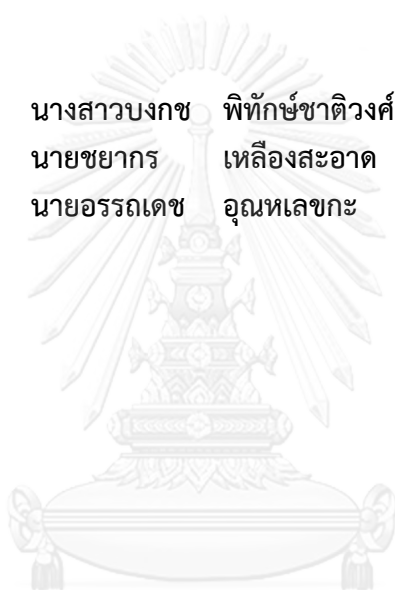 นางสาวบงกช พิทักษ์ชาติวงศ์
นายชยากร เหลืองสะอาด
นายอรรถเดช อุณหเลขกะ